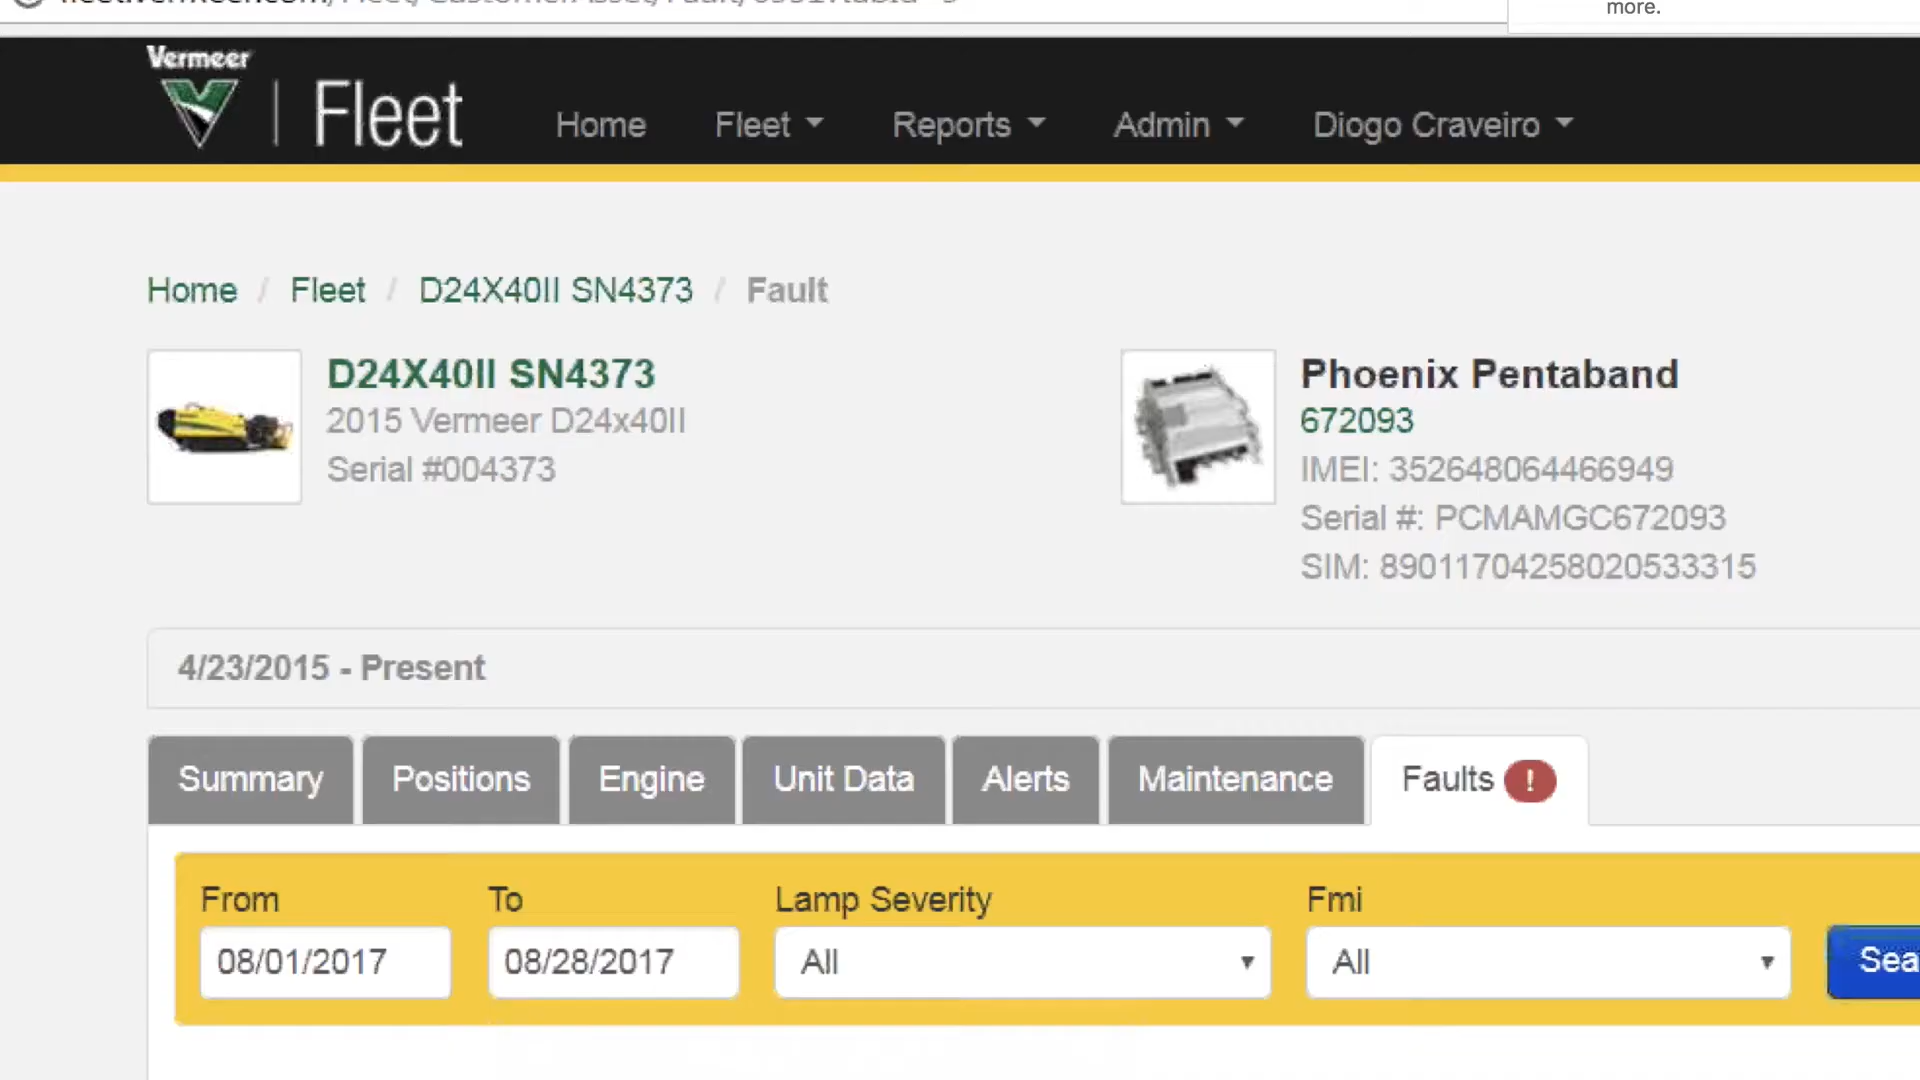 more.
Vermeer
Fleet
Home Fleet Reports Admin Diogo Craveiro
Home / Fleet / D24X40II SN4373 / Fault
D24X40II SN4373
2015 Vermeer D24x40II
Serial #004373
Phoenix Pentaband
672093
IMEI: 352648064466949
Serial #: PCMAMGC672093
SIM: 89011704258020533315
4/23/2015 - Present
Summary Positions Engine Unit Data Alerts Maintenance Faults !
From To Lamp Severity Fmi
08/01/2017 08/28/2017 All All Sea